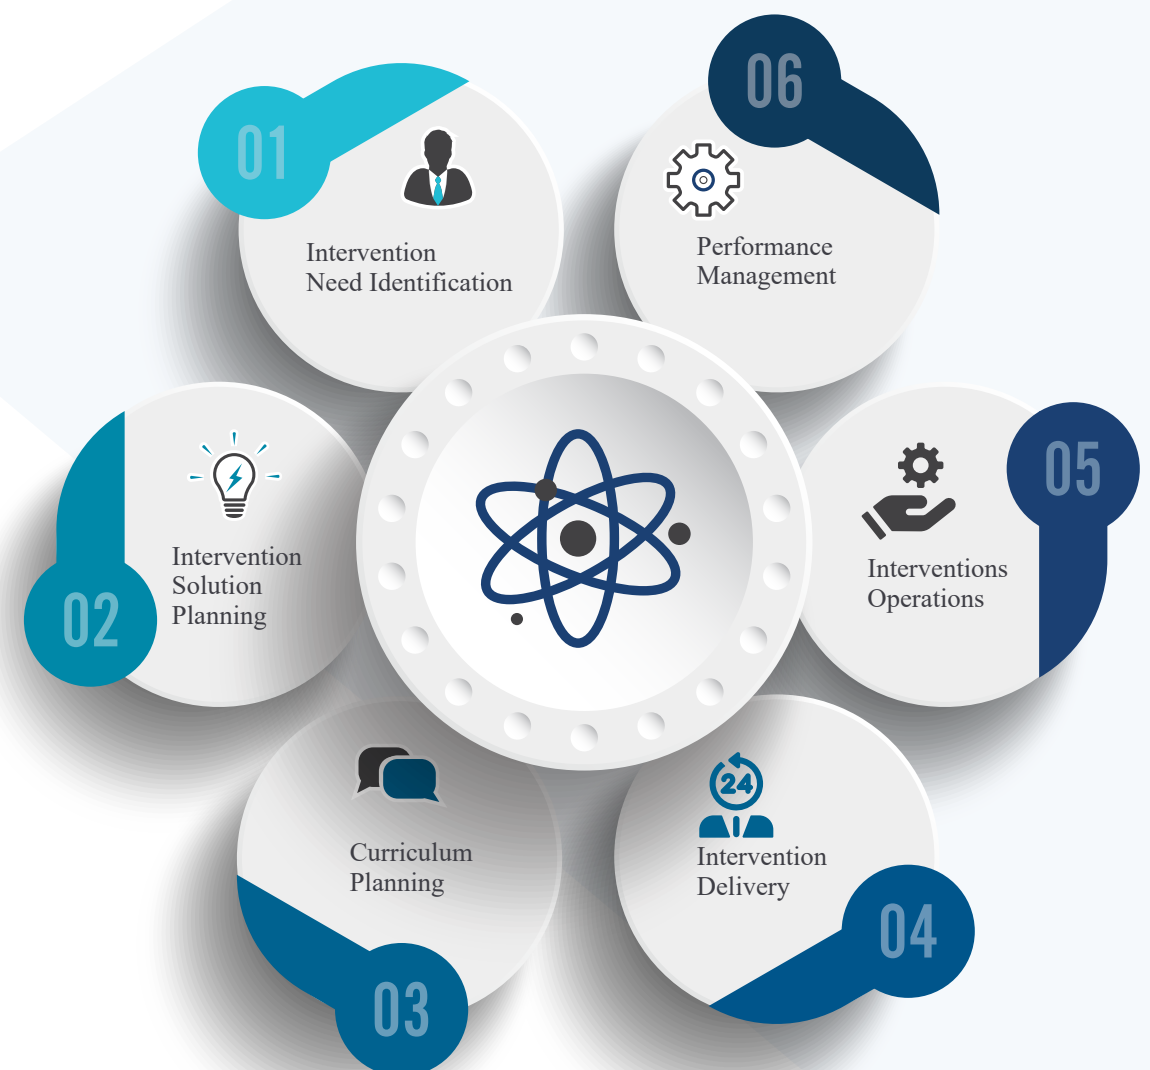 01
Intervention
Need Identification
02
Intervention
Solution
Planning
03
Curriculum
Planning
04
24
Intervention
Delivery
05
Interventions
Operations
06
Performance
Management